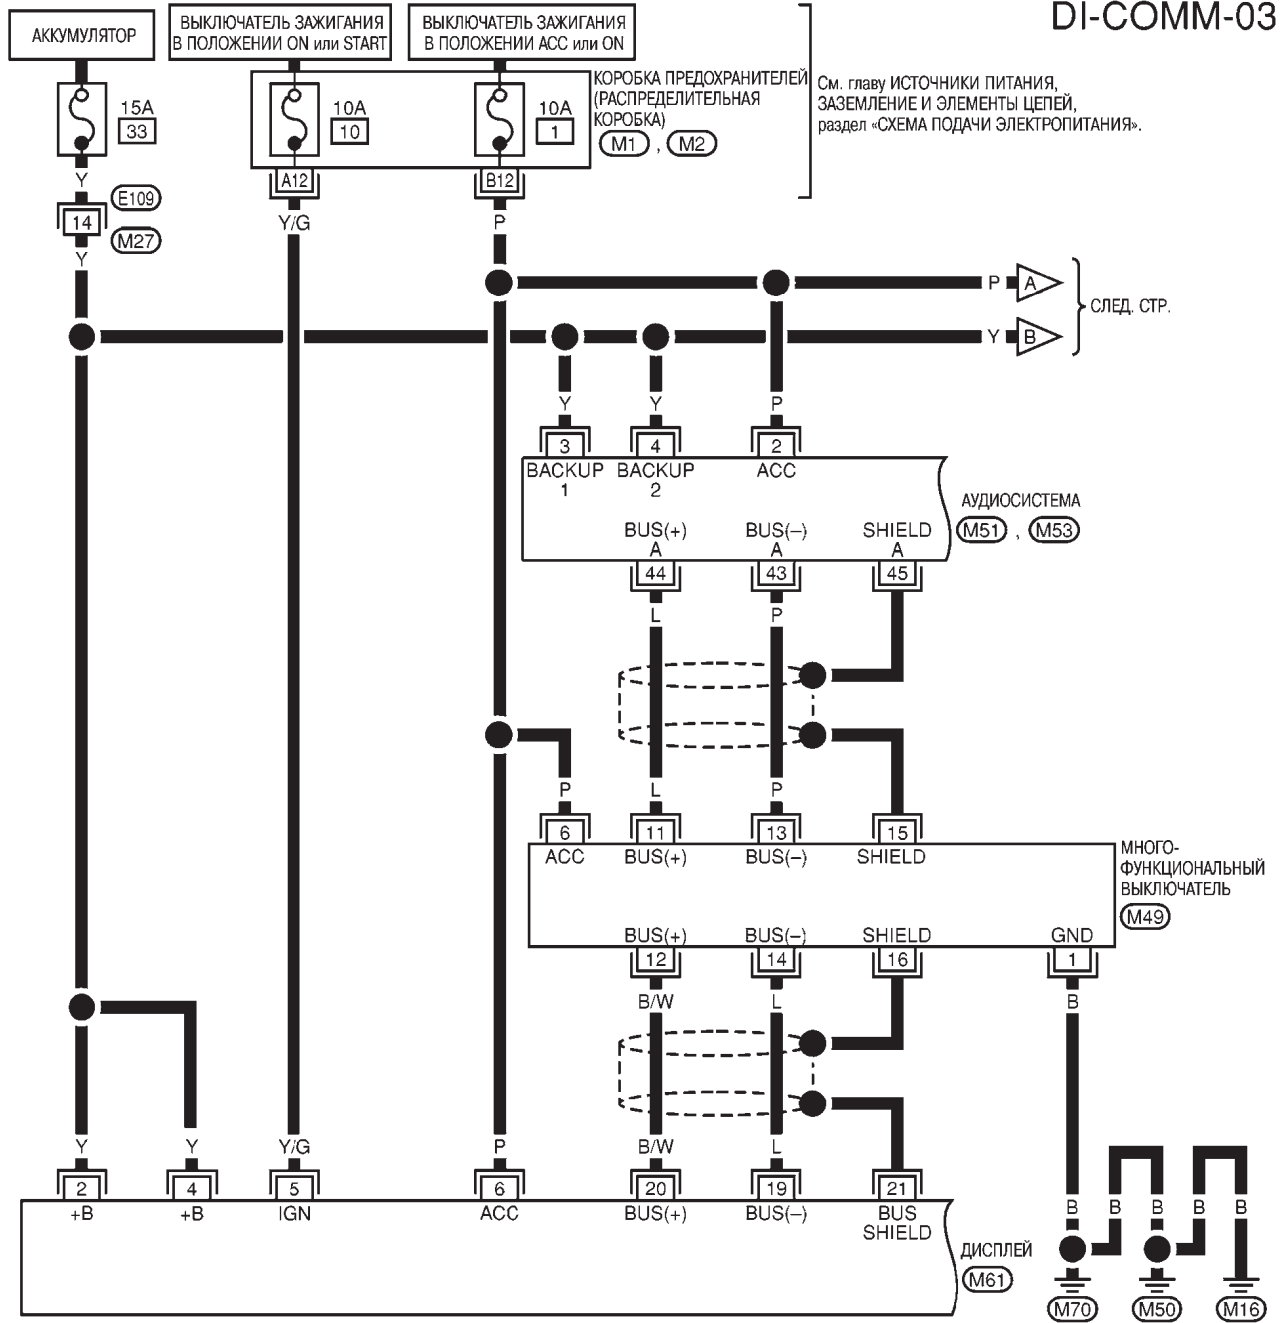 DI-COMM-03
АККУМУЛЯТОР
ВЫКЛЮЧАТЕЛЬ ЗАЖИГАНИЯ
В ПОЛОЖЕНИИ ON или START
ВЫКЛЮЧАТЕЛЬ ЗАЖИГАНИЯ
В ПОЛОЖЕНИИ ACC или ON
15A
33
10A
10
10A
1
КОРОБКА ПРЕДОХРАНИТЕЛЕЙ
(РАСПРЕДЕЛИТЕЛЬНАЯ
КОРОБКА)
M1 , M2
См. главу ИСТОЧНИКИ ПИТАНИЯ,
ЗАЗЕМЛЕНИЕ И ЭЛЕМЕНТЫ ЦЕПЕЙ,
раздел «СХЕМА ПОДАЧИ ЭЛЕКТРОПИТАНИЯ».
Y
A12
B12
14
E109
M27
Y/G
P
Y
P
A
Y
B
СЛЕД. СТР.
Y
Y
P
3
4
2
BACKUP
1
BACKUP
2
ACC
АУДИОСИСТЕМА
M51 , M53
BUS(+)
A
BUS(–)
A
SHIELD
A
44
43
45
L
P
P
L
P
6
11
13
15
ACC
BUS(+)
BUS(–)
SHIELD
МНОГО-
ФУНКЦИОНАЛЬНЫЙ
ВЫКЛЮЧАТЕЛЬ
M49
BUS(+)
BUS(–)
SHIELD
GND
12
14
16
1
B/W
L
B
Y
Y
Y/G
P
B/W
L
2
4
5
6
20
19
21
+B
+B
IGN
ACC
BUS(+)
BUS(–)
BUS
SHIELD
ДИСПЛЕЙ
M61
B
B
B
B
B
M70
M50
M16